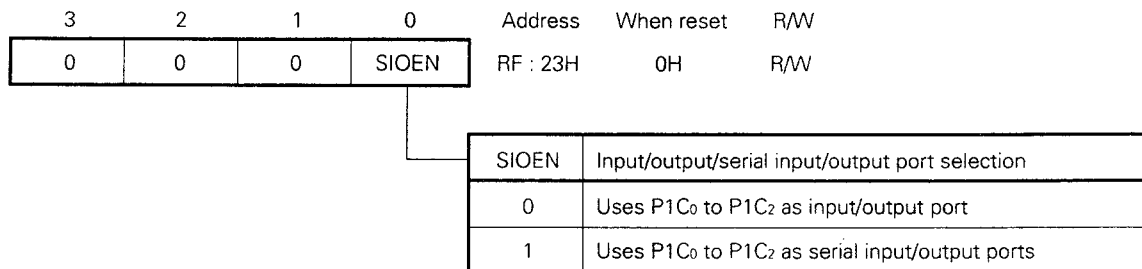 3 2 1 0 Address When reset R/W
0 0 0 SIOEN RF : 23H 0H R/W
SIOEN Input/output/serial input/output port selection
0 Uses P1C₀ to P1C₂ as input/output port
1 Uses P1C₀ to P1C₂ as serial input/output ports